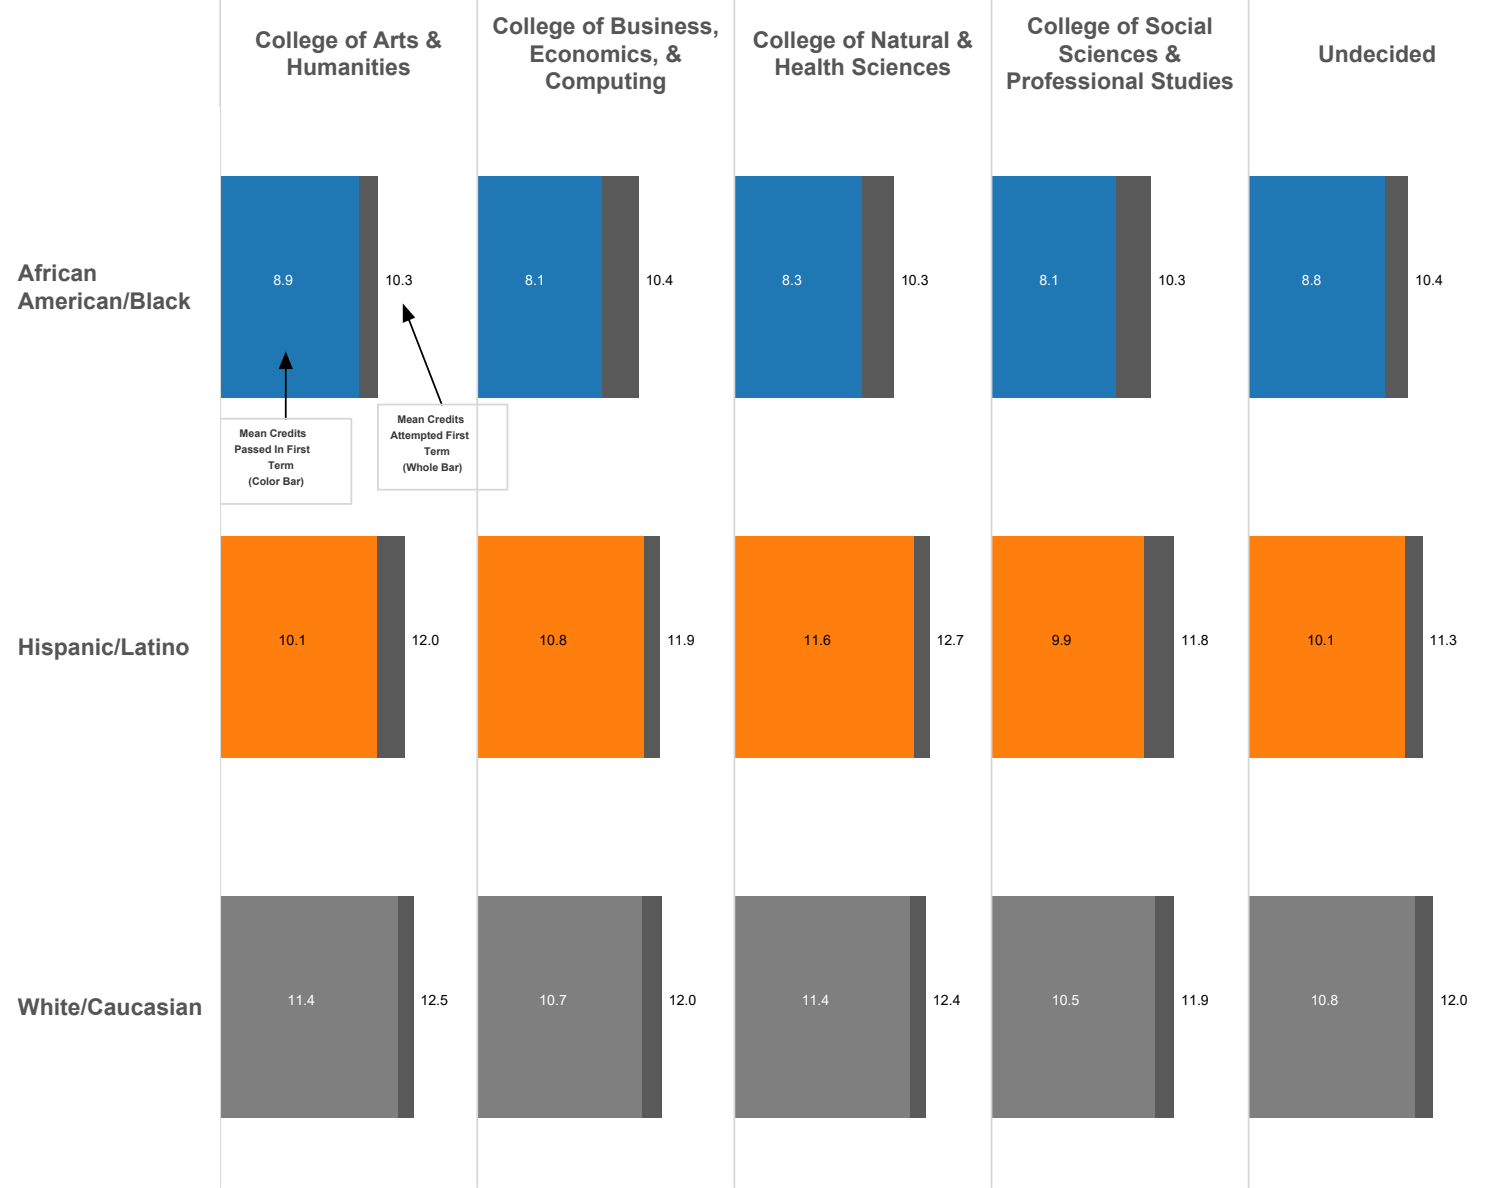 College of Arts &
Humanities
College of Business,
Economics, &
Computing
College of Natural &
Health Sciences
College of Social
Sciences &
Professional Studies
Undecided
African
American/Black
8.9
10.3
8.1
10.4
8.3
10.3
8.1
10.3
8.8
10.4
Mean Credits
Passed In First
Term
(Color Bar)
Mean Credits
Attempted First
Term
(Whole Bar)
Hispanic/Latino
10.1
12.0
10.8
11.9
11.6
12.7
9.9
11.8
10.1
11.3
White/Caucasian
11.4
12.5
10.7
12.0
11.4
12.4
10.5
11.9
10.8
12.0